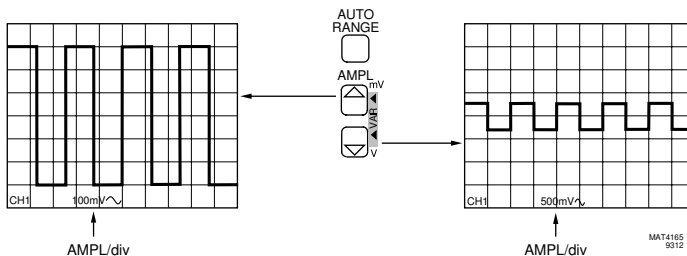 AUTO
RANGE
AMPL
mV
VAR
V
CH1 100mV
AMPL/div
CH1 500mV
AMPL/div
MAT4165
9312